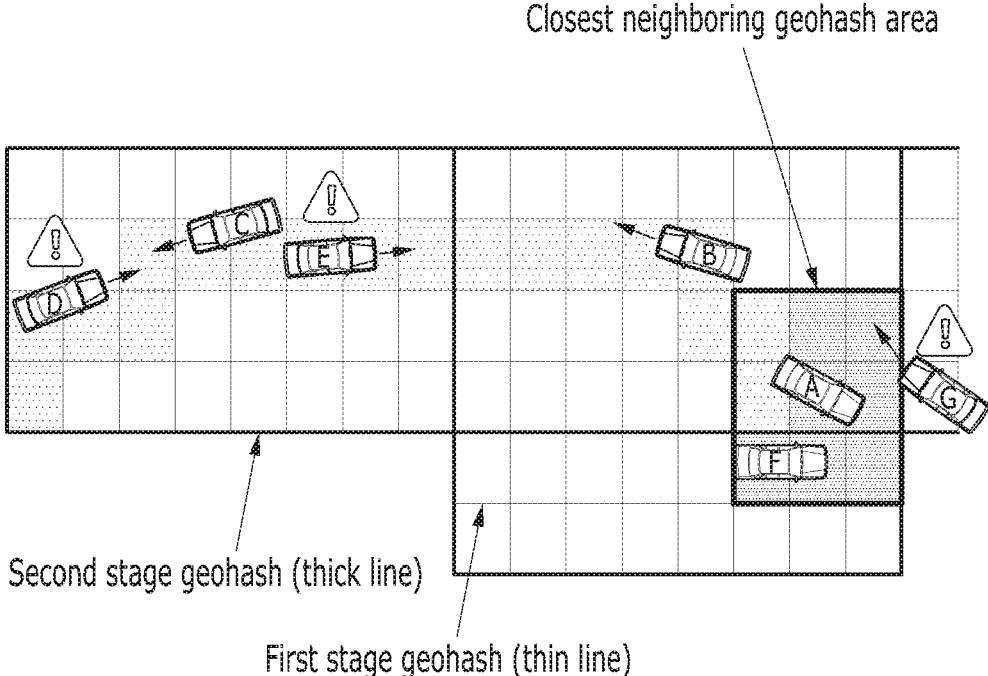 Closest neighboring geohash area
C
E
B
D
A
G
F
Second stage geohash (thick line)
First stage geohash (thin line)